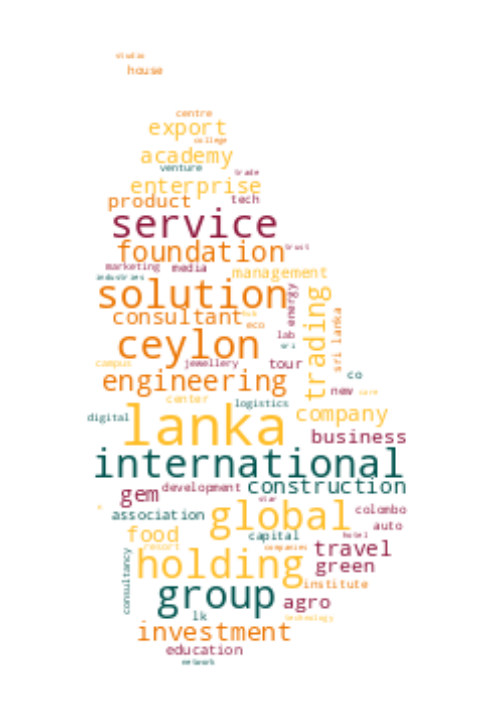 studio
house
centre
export
college
academy
venture
trade
enterprise
product
tech
service
foundation
trust
marketing
media
management
industries
solution
energy
trading
consultant
hub
eco
sri lanka
lab
ceylon
sri
campus
jewellery
tour
co
engineering
new
care
center
logistics
digital
lanka
company
business
international
gem
development
construction
star
association
global
colombo
auto
food
capital
hotel
resort
companies
travel
consultancy
holding
green
institute
group
agro
lk
technology
investment
education
network